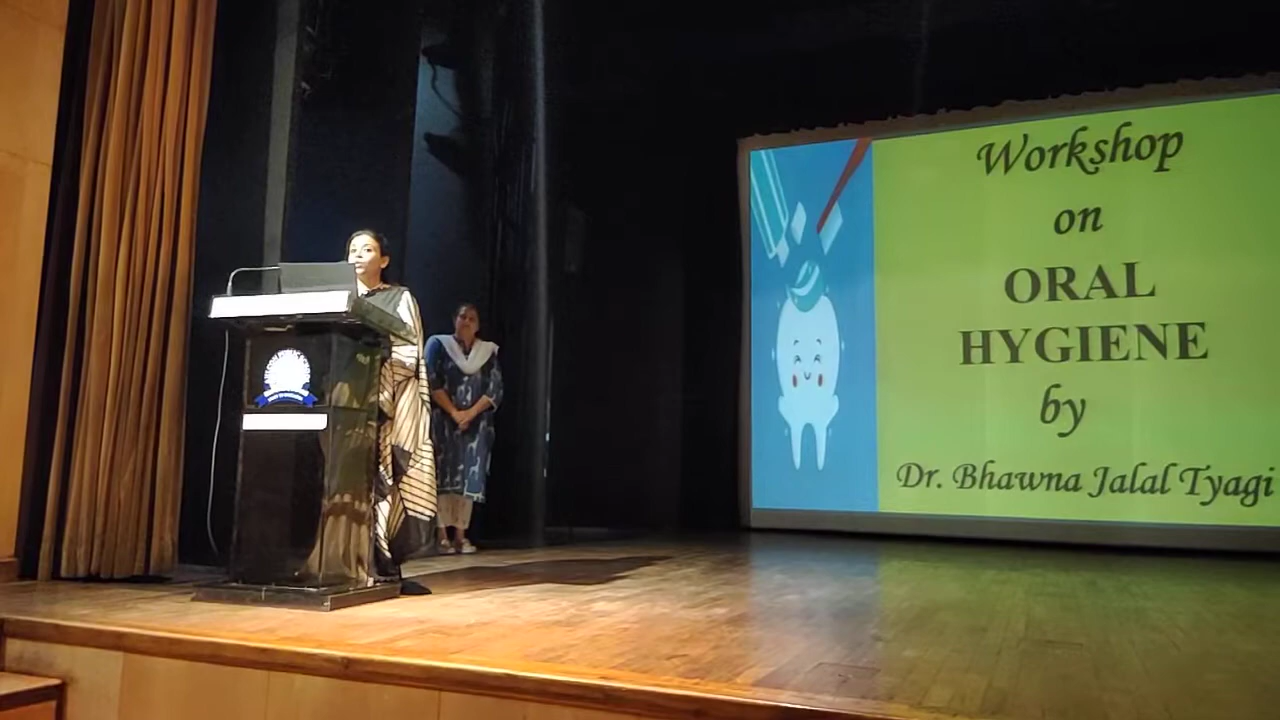 Workshop
on
ORAL
HYGIENE
by
Dr. Bhawna Jalal Tyagi